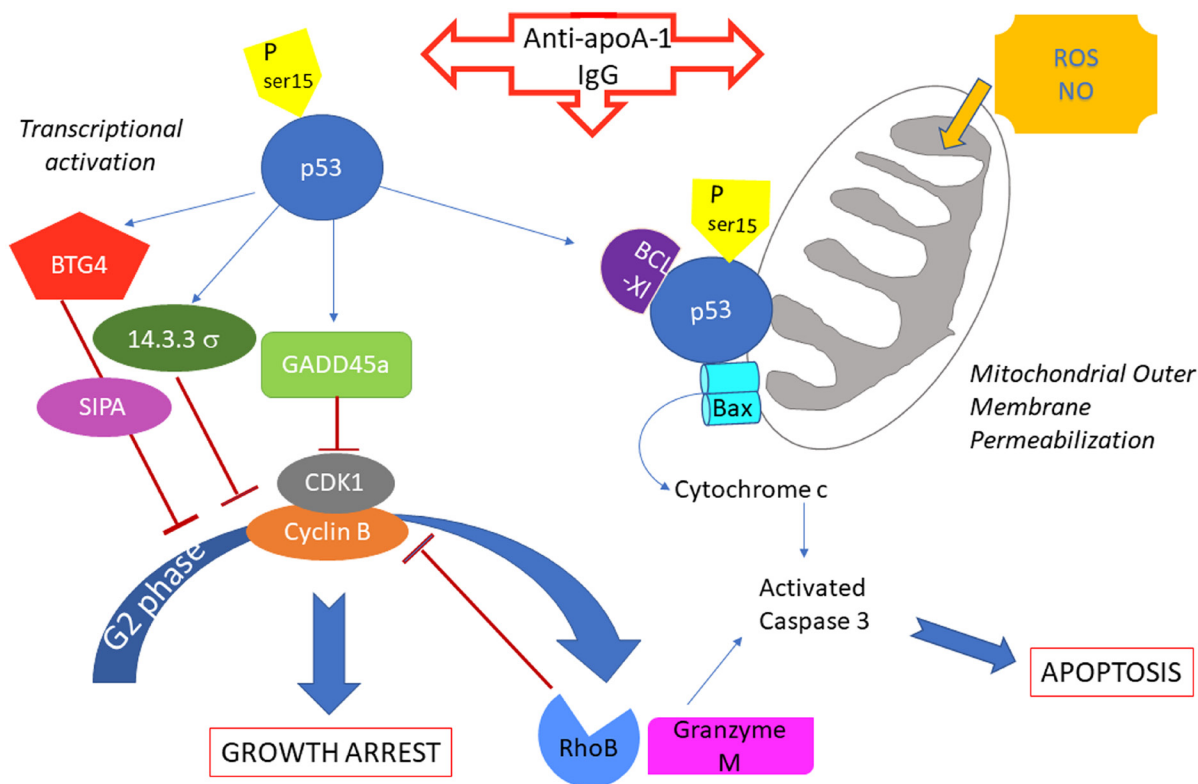 Anti-apoA-1
IgG
ROS
NO
P
ser15
Transcriptional
activation
p53
P
ser15
BCL
-Xl
p53
BTG4
14.3.3 σ
GADD45a
SIPA
Bax
Mitochondrial Outer
Membrane
Permeabilization
CDK1
Cyclin B
Cytochrome c
G2 phase
Activated
Caspase 3
APOPTOSIS
GROWTH ARREST
RhoB
Granzyme
M